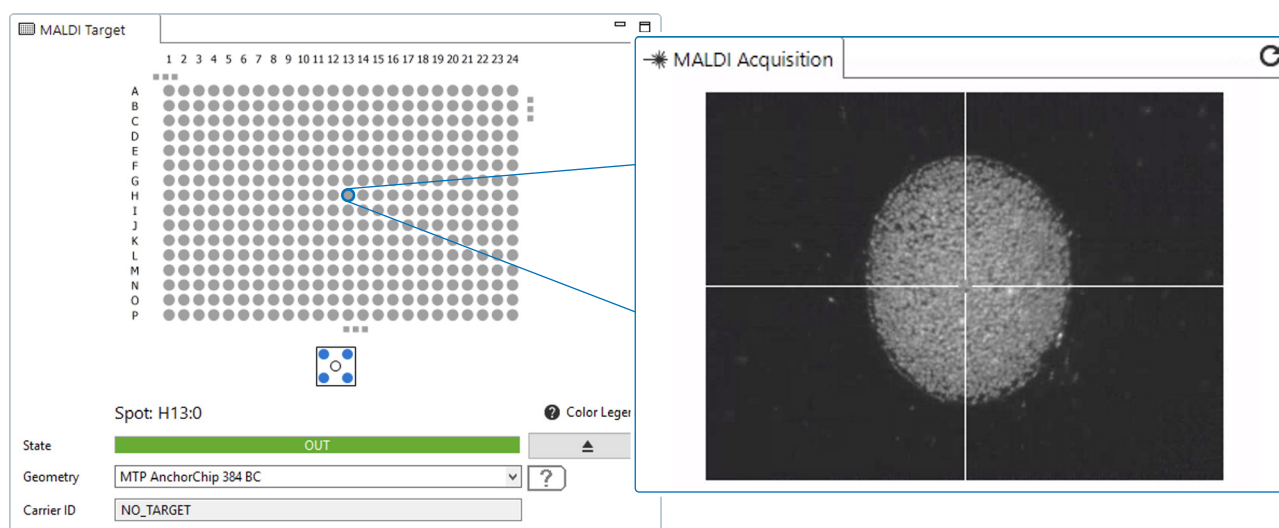 MALDI Target
1 2 3 4 5 6 7 8 9 10 11 12 13 14 15 16 17 18 19 20 21 22 23 24
A
B
C
D
E
F
G
H
I
J
K
L
M
N
O
P
Spot: H13:0
Color Leger
State
OUT
Geometry
MTP AnchorChip 384 BC
?
Carrier ID
NO_TARGET
MALDI Acquisition